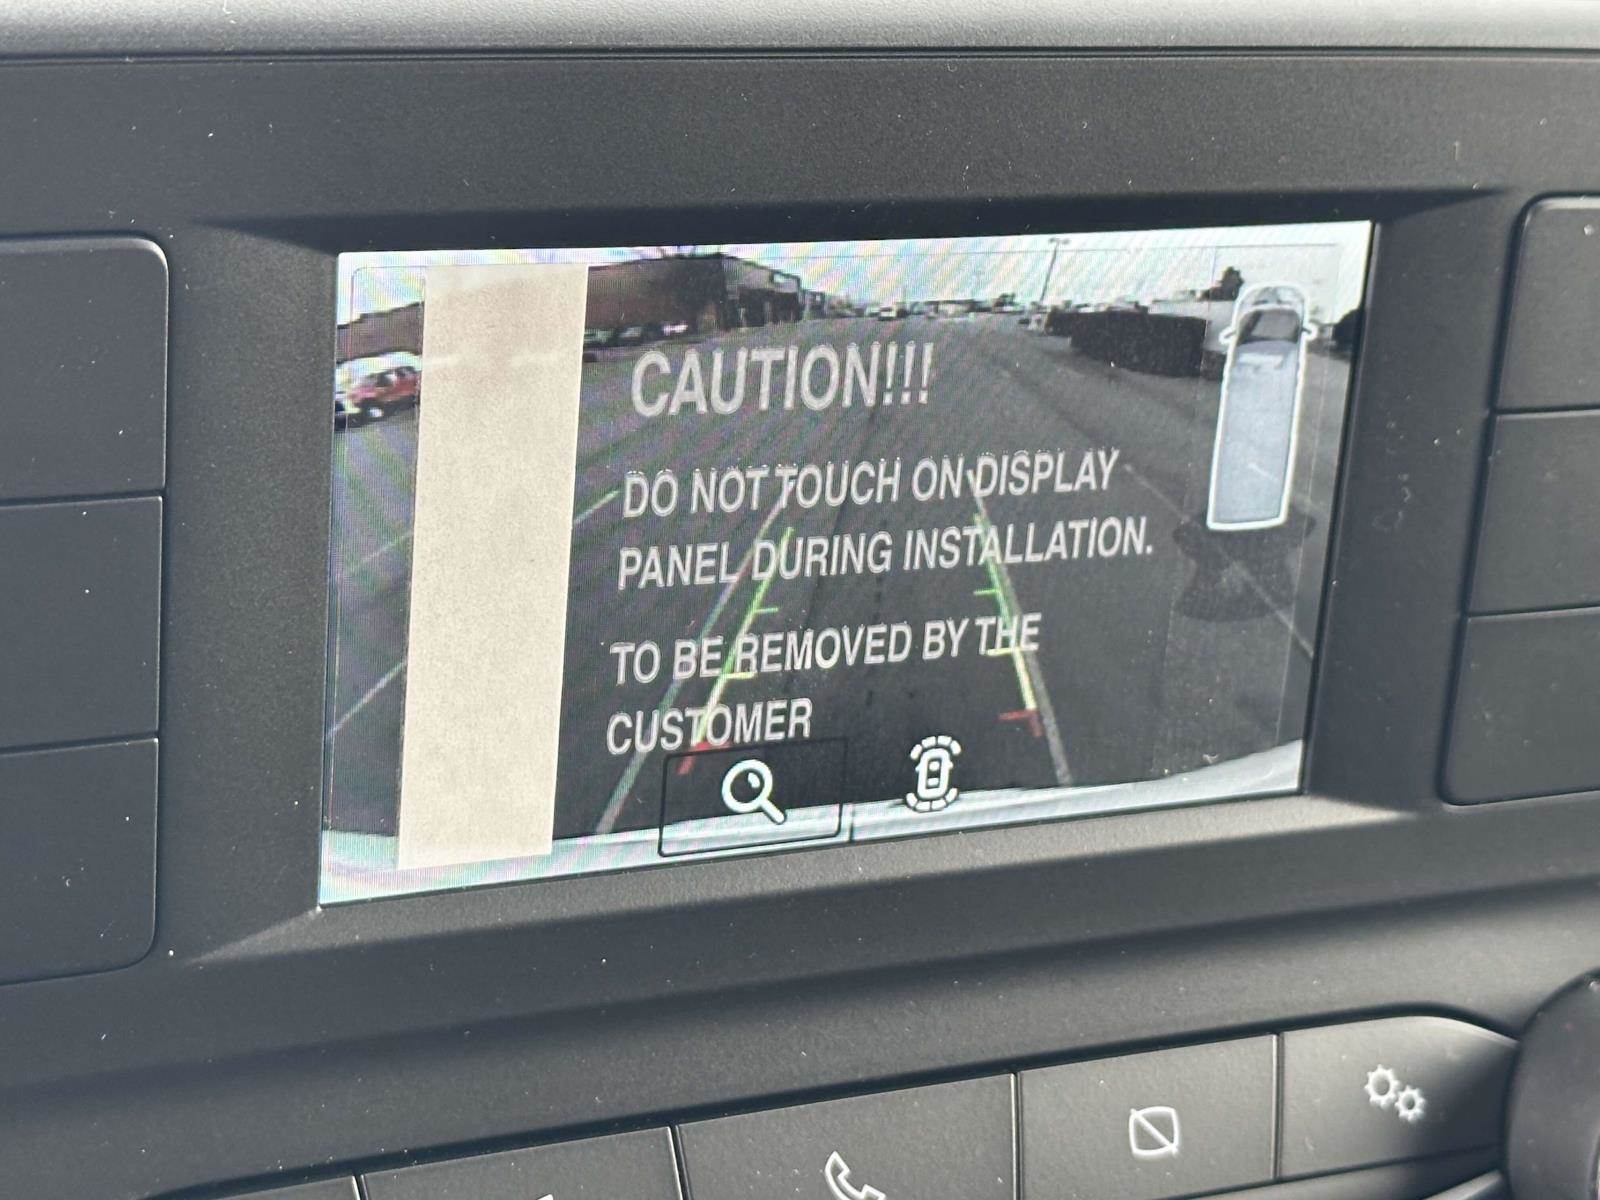 CAUTION!!!
DO NOT TOUCH ON DISPLAY
PANEL DURING INSTALLATION.
TO BE REMOVED BY THE
CUSTOMER